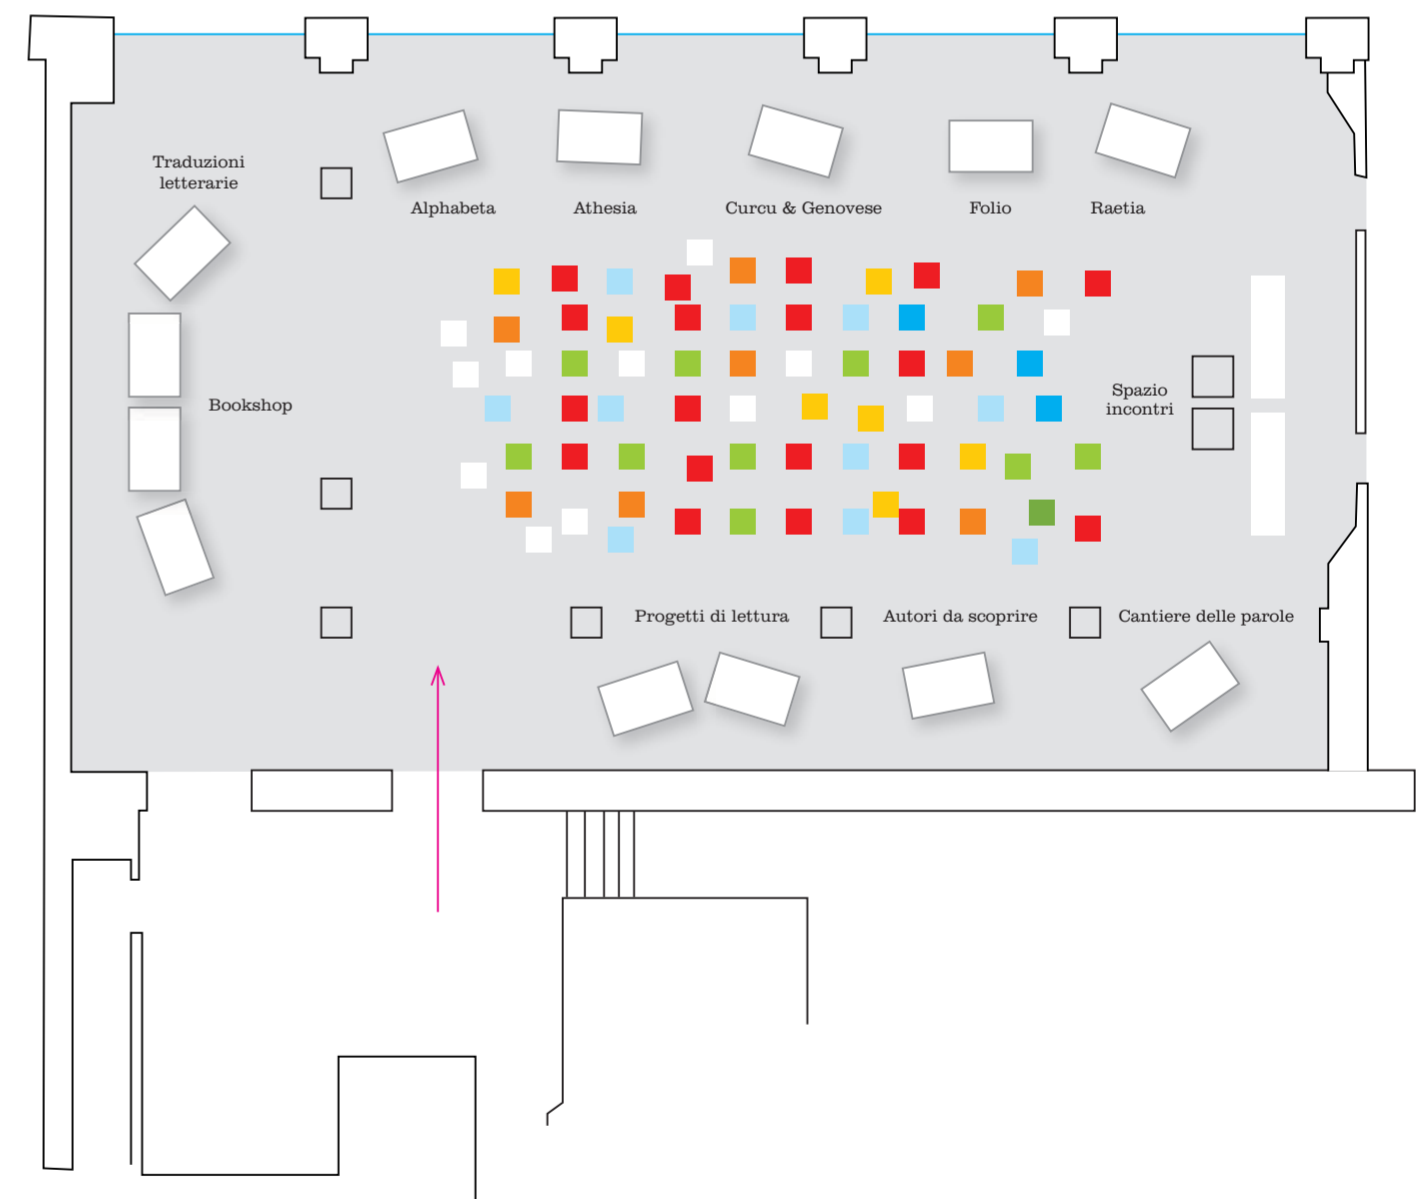 Traduzioni
letterarie
Alphabeta
Athesia
Curcu & Genovese
Folio
Raetia
Bookshop
Spazio
incontri
Progetti di lettura
Autori da scoprire
Cantiere delle parole